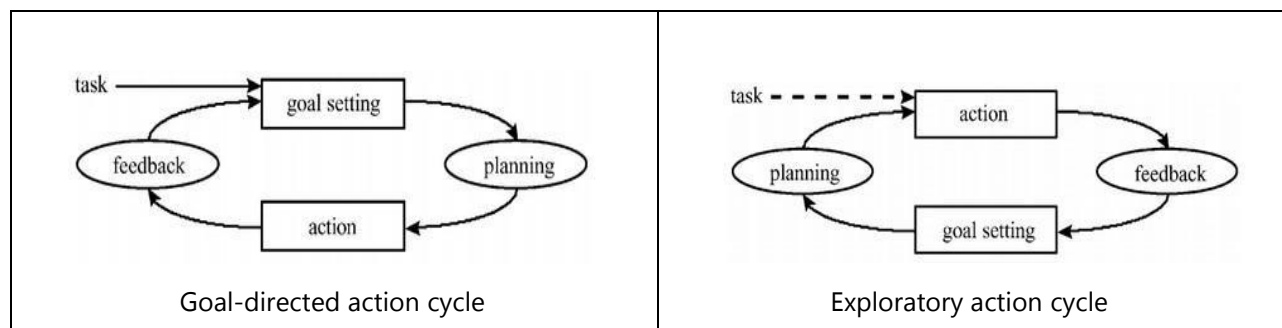 task
goal setting
feedback
planning
action
Goal-directed action cycle
task
action
planning
feedback
goal setting
Exploratory action cycle